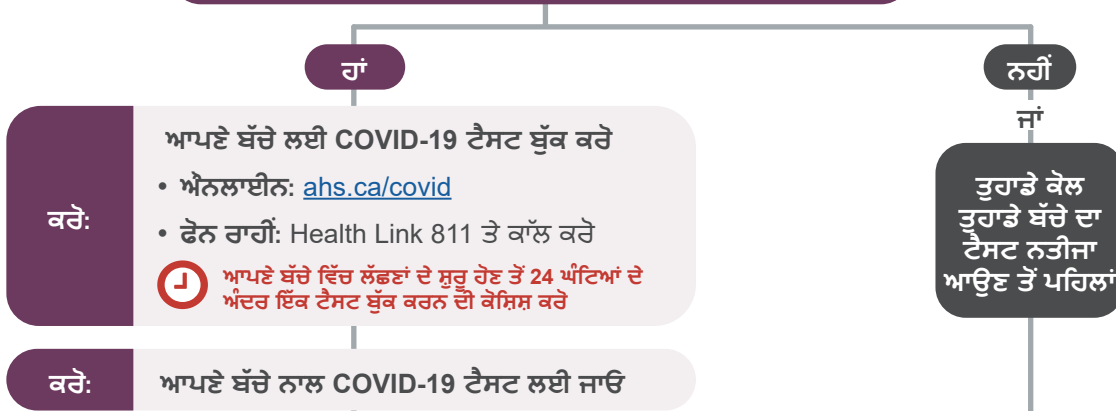 ਹਾਂ
ਨਹੀਂ
ਜਾਂ
ਕਰੋ:
ਆਪਣੇ ਬੱਚੇ ਲਈ COVID-19 ਟੈਸਟ ਬੁੱਕ ਕਰੋ
• ਔਨਲਾਈਨ: ahs.ca/covid
• ਫੋਨ ਰਾਹੀਂ: Health Link 811 ਤੇ ਕਾੱਲ ਕਰੋ
ਆਪਣੇ ਬੱਚੇ ਵਿੱਚ ਲੱਛਣਾਂ ਦੇ ਸ਼ੁਰੂ ਹੋਣ ਤੋਂ 24 ਘੰਟਿਆਂ ਦੇ
ਅੰਦਰ ਇੱਕ ਟੈਸਟ ਬੁੱਕ ਕਰਨ ਦੀ ਕੋਸ਼ਿਸ਼ ਕਰੋ
ਤੁਹਾਡੇ ਕੋਲ
ਤੁਹਾਡੇ ਬੱਚੇ ਦਾ
ਟੈਸਟ ਨਤੀਜਾ
ਆਉਣ ਤੋਂ ਪਹਿਲਾਂ
ਕਰੋ:
ਆਪਣੇ ਬੱਚੇ ਨਾਲ COVID-19 ਟੈਸਟ ਲਈ ਜਾਓ